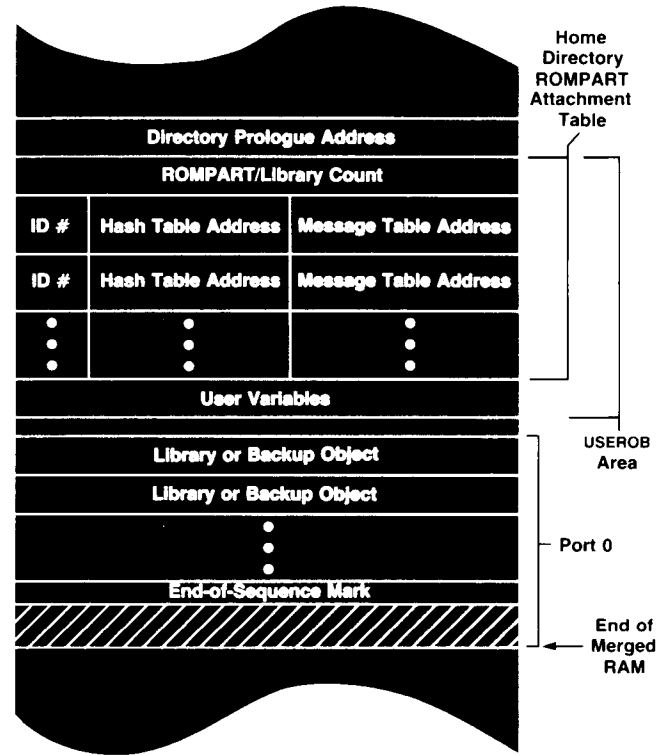 Home
Directory
ROMPART
Attachment
Table
Directory Prologue Address
ROMPART/Library Count
ID # Hash Table Address Message Table Address
ID # Hash Table Address Message Table Address
User Variables
USEROB
Area
Library or Backup Object
Library or Backup Object
Port 0
End-of-Sequence Mark
End of
Merged
RAM